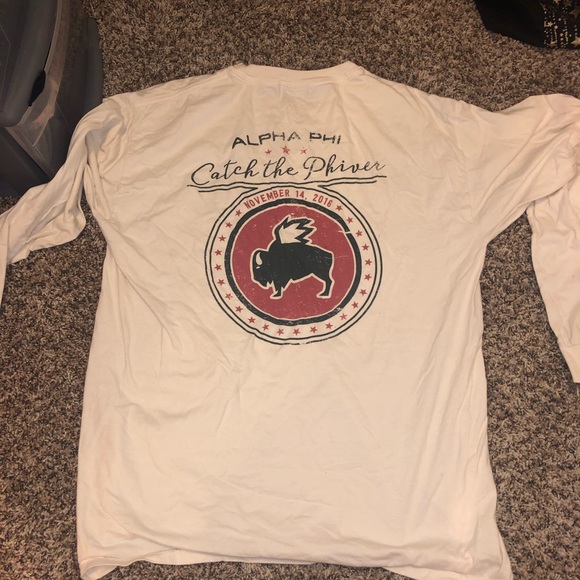 ALPHA PHI
Catch the Phiver
NOVEMBER 14, 2016